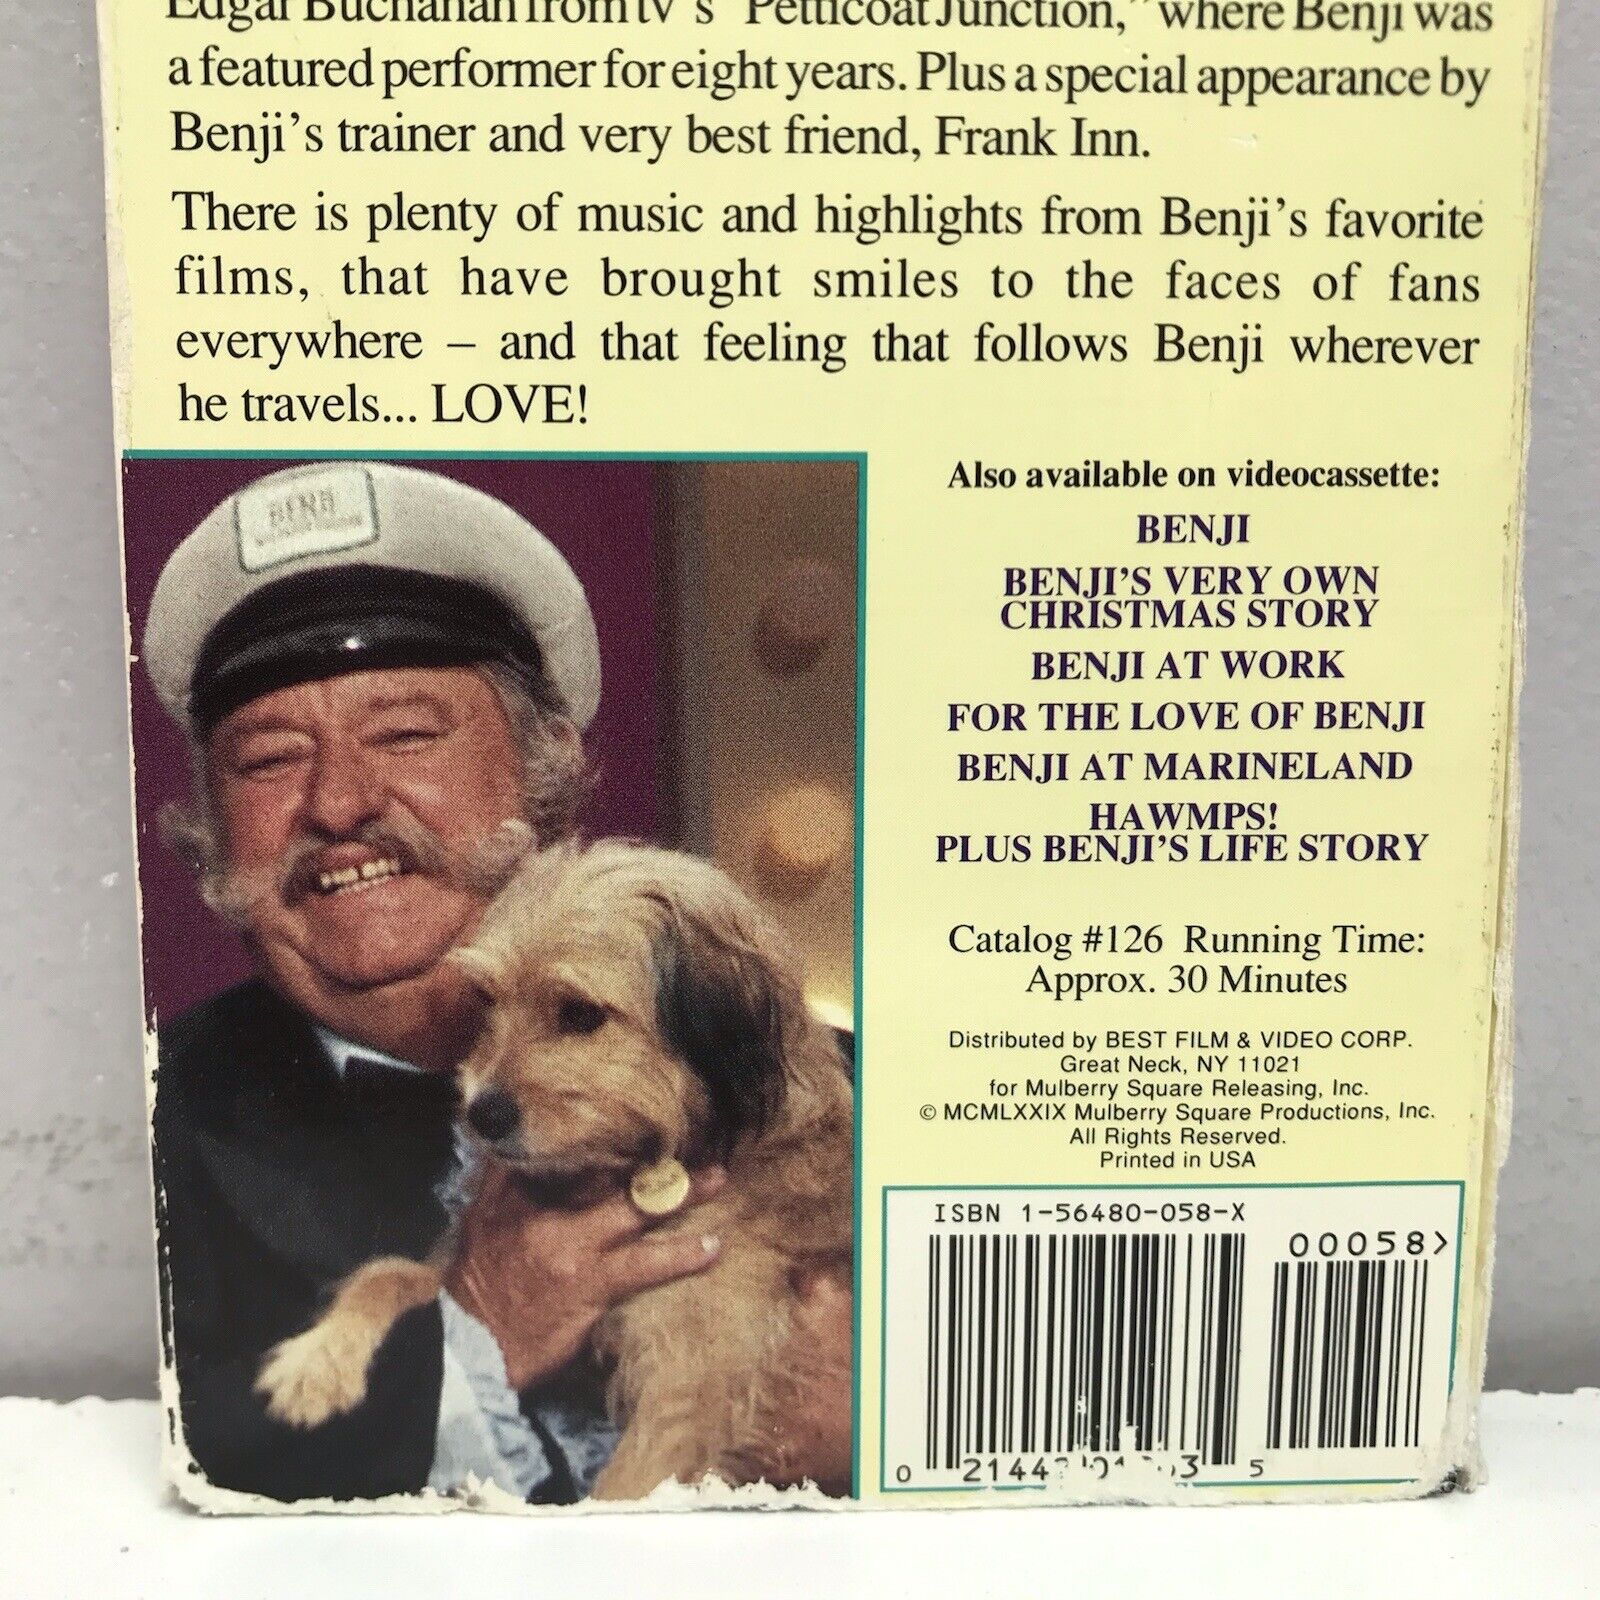 Edgar Buchanan from tv's "Petticoat Junction," where Benji was
a featured performer for eight years. Plus a special appearance by
Benji's trainer and very best friend, Frank Inn.
There is plenty of music and highlights from Benji's favorite
films, that have brought smiles to the faces of fans
everywhere – and that feeling that follows Benji wherever
he travels... LOVE!
BENJI
Also available on videocassette:
BENJI
BENJI'S VERY OWN
CHRISTMAS STORY
BENJI AT WORK
FOR THE LOVE OF BENJI
BENJI AT MARINELAND
HAWMPS!
PLUS BENJI'S LIFE STORY
Catalog #126 Running Time:
Approx. 30 Minutes
Distributed by BEST FILM & VIDEO CORP.
Great Neck, NY 11021
for Mulberry Square Releasing, Inc.
© MCMLXXIX Mulberry Square Productions, Inc.
All Rights Reserved.
Printed in USA
ISBN 1-56480-058-X
00058>
0 5